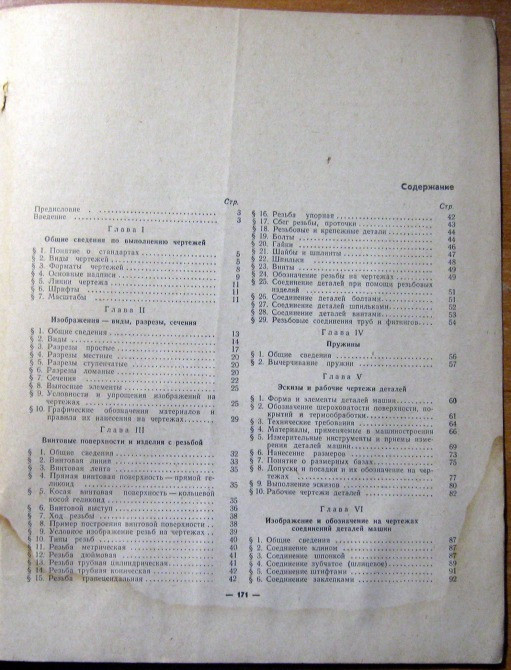 Содержание
Стр.
Предисловие . . . 3
Введение . . . 3
Глава I
Общие сведения по выполнению чертежей
§ 1. Понятие о стандартах . . . 5
§ 2. Виды чертежей . . . 5
§ 3. Форматы чертежей . . . 8
§ 4. Основные надписи . . . 9
§ 5. Линии чертежа . . . 11
§ 6. Шрифты . . . 11
§ 7. Масштабы . . . 11
Глава II
Изображения — виды, разрезы, сечения
§ 1. Общие сведения . . . 13
§ 2. Виды . . . 14
§ 3. Разрезы простые . . . 17
§ 4. Разрезы местные . . . 20
§ 5. Разрезы ступенчатые . . . 20
§ 6. Разрезы ломаные . . . 20
§ 7. Сечения . . . 22
§ 8. Выносные элементы . . . 25
§ 9. Условности и упрощения изображений на
чертежах . . . 25
§ 10. Графические обозначения материалов и
правила их нанесения на чертежах . . . 29
Глава III
Винтовые поверхности и изделия с резьбой
§ 1. Общие сведения . . . 32
§ 2. Винтовая линия . . . 33
§ 3. Винтовая лента . . . 35
§ 4. Прямая винтовая поверхность — прямой ге-
ликоид . . . 35
§ 5. Косая винтовая поверхность — кольцевой
косой геликоид . . . 35
§ 6. Винтовой выступ . . . 36
§ 7. Ход резьбы . . . 38
§ 8. Пример построения винтовой поверхности . . 38
§ 9. Условное изображение резьб на чертежах . . 39
§ 10. Типы резьб . . . 40
§ 11. Резьба метрическая . . . 40
§ 12. Резьба дюймовая . . . 41
§ 13. Резьба трубная цилиндрическая . . . 41
§ 14. Резьба трубная коническая . . . 42
§ 15. Резьба трапецеидальная . . . 42
Стр.
§ 16. Резьба упорная . . . 42
§ 17. Сбег резьбы, проточки . . . 43
§ 18. Резьбовые и крепежные детали . . . 44
§ 19. Болты . . . 44
§ 20. Гайки . . . 46
§ 21. Шайбы и шплинты . . . 47
§ 22. Шпильки . . . 48
§ 23. Винты . . . 49
§ 24. Обозначение резьбы на чертежах . . . 49
§ 25. Соединение деталей при помощи резьбовых
изделий . . . 51
§ 26. Соединение деталей болтами . . . 51
§ 27. Соединение деталей шпильками . . . 52
§ 28. Соединение деталей винтами . . . 53
§ 29. Резьбовые соединения труб и фитингов . . . 54
Глава IV
Пружины
§ 1. Общие сведения . . . 56
§ 2. Вычерчивание пружин . . . 57
Глава V
Эскизы и рабочие чертежи деталей
§ 1. Форма и элементы деталей машин . . . 60
§ 2. Обозначение шероховатости поверхности, по-
крытий и термообработки . . . 61
§ 3. Технические требования . . . 64
§ 4. Материалы, применяемые в машиностроении 66
§ 5. Измерительные инструменты и приемы изме-
рения деталей машин . . . 69
§ 6. Нанесение размеров . . . 73
§ 7. Понятие о размерных базах . . . 75
§ 8. Допуски и посадки и их обозначение на чер-
тежах . . . 77
§ 9. Выполнение эскизов . . . 80
§ 10. Рабочие чертежи деталей . . . 82
Глава VI
Изображение и обозначение на чертежах
соединений деталей машин
§ 1. Общие сведения . . . 87
§ 2. Соединение клином . . . 87
§ 3. Соединение шпонкой . . . 87
§ 4. Соединение зубчатое (шлицевое) . . . 89
§ 5. Соединение штифтами . . . 91
§ 6. Соединение заклепками . . . 92
— 171 —